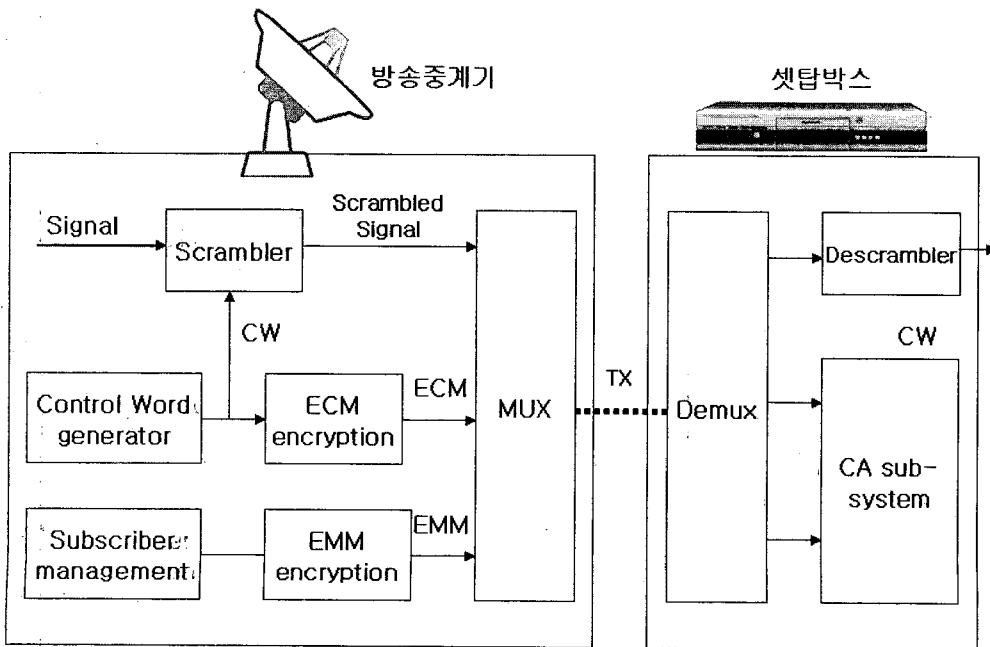 방송중계기
셋탑박스
Signal
Scrambler
Scrambled
Signal
CW
Control Word
generator
ECM
encryption
ECM
Subscriber
management
EMM
encryption
EMM
MUX
TX
Demux
Descrambler
CW
CA sub-
system